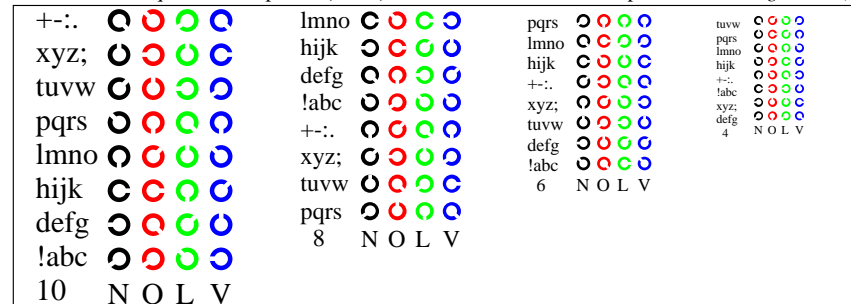 +-:.
xyz;
tuvw
pqrs
lmno
hijk
defg
!abc
10 N O L V
lmno
hijk
defg
!abc
+-:.
xyz;
tuvw
pqrs
8 N O L V
pqrs
lmno
hijk
+-:.
xyz;
tuvw
defg
!abc
6 N O L V
tuvw
pqrs
lmno
hijk
+-:.
!abc
xyz;
defg
4 N O L V